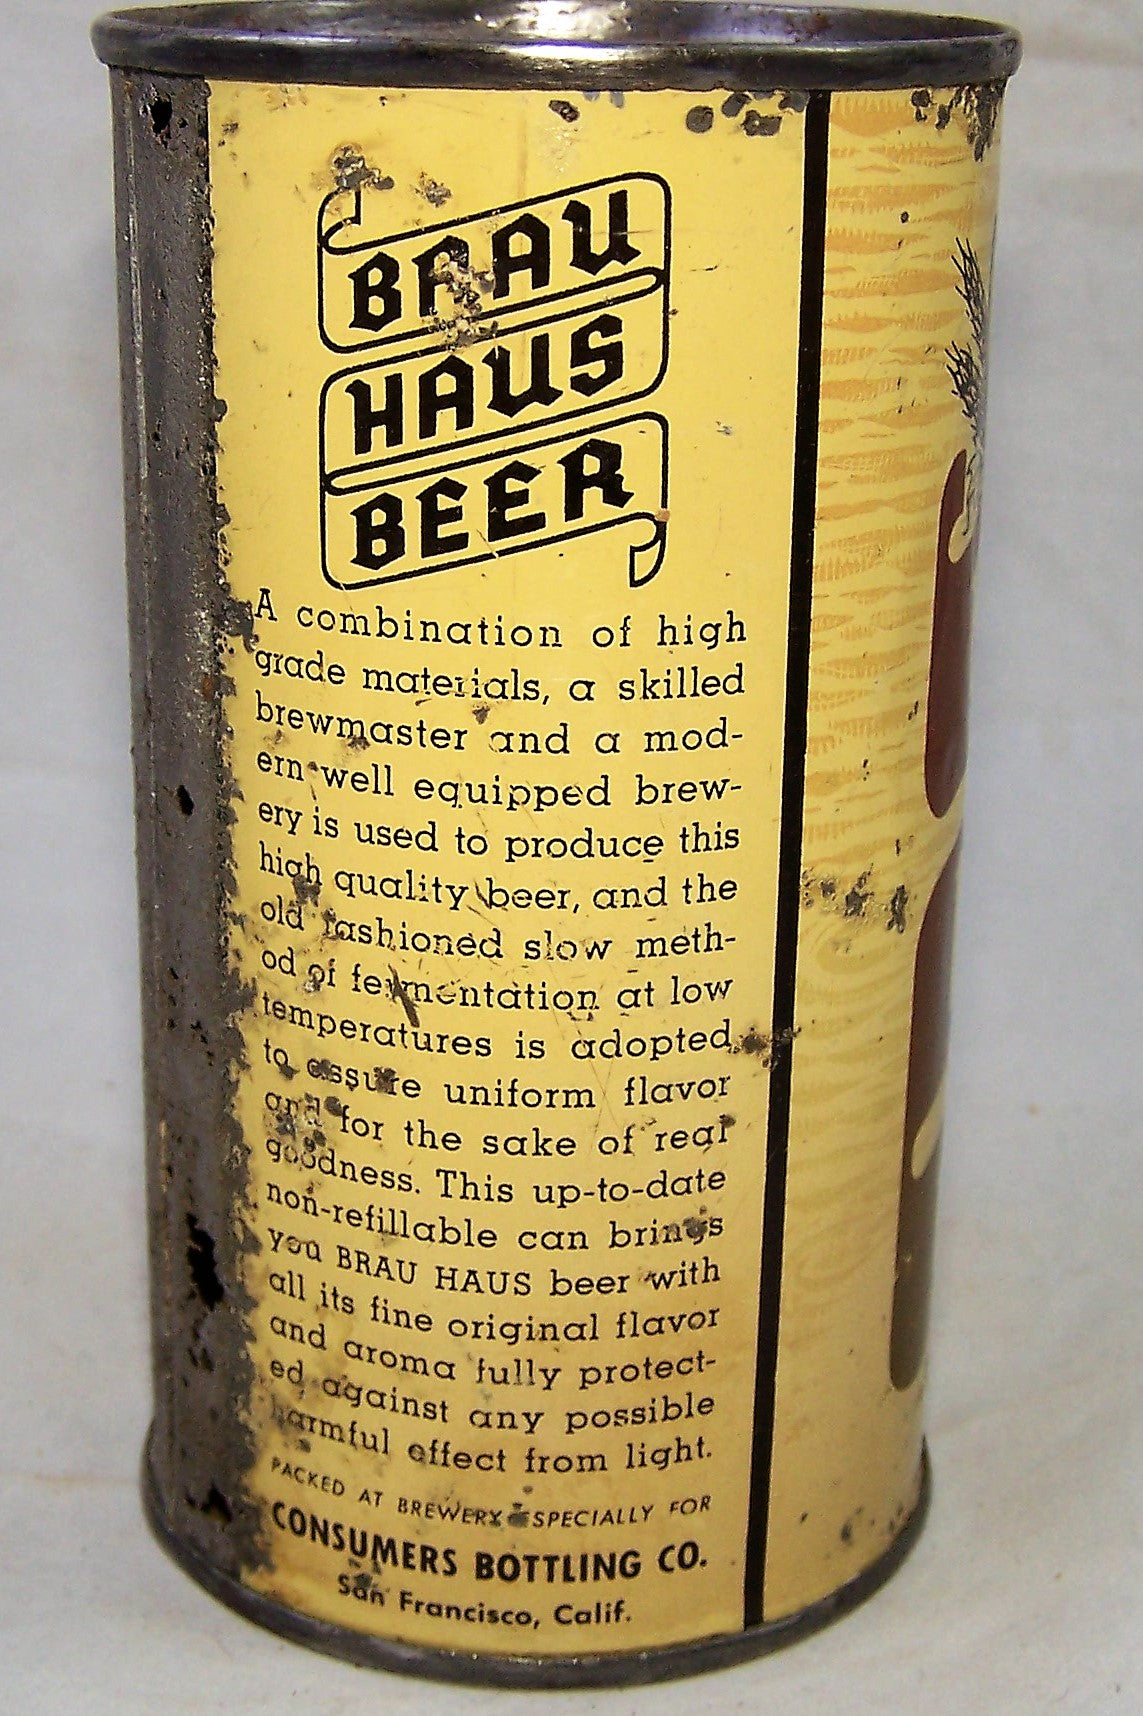 BRAU
HAUS
BEER
A combination of high
grade materials, a skilled
brewmaster and a mod-
ern well equipped brew-
ery is used to produce this
high quality beer, and the
old fashioned slow meth-
od of fermentation at low
temperatures is adopted
to assure uniform flavor
and for the sake of real
goodness. This up-to-date
non-refillable can brings
you BRAU HAUS beer with
all its fine original flavor
and aroma fully protect-
ed against any possible
harmful effect from light.
PACKED AT BREWERY ESPECIALLY FOR
CONSUMERS BOTTLING CO.
San Francisco, Calif.